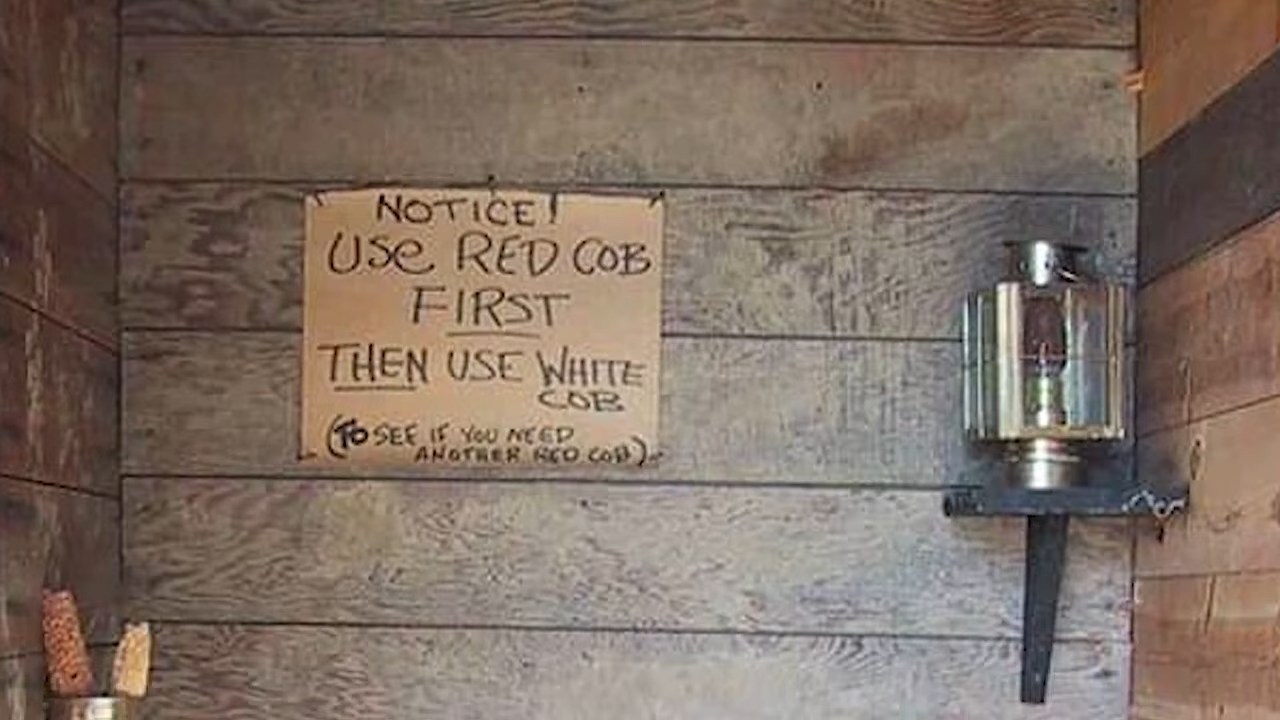 NOTICE!
USe RED COB
FIRST
THEN USE WHITE
COB
(TO SEE IF YOU NEED
ANOTHER RED COB)